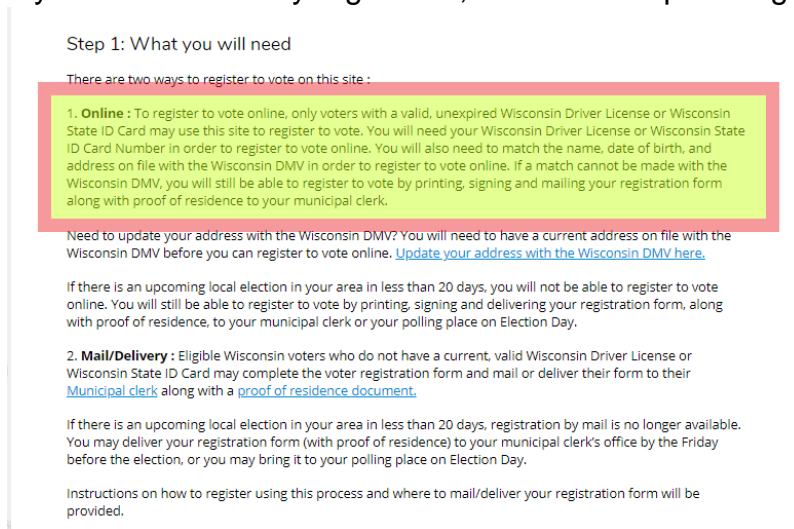 Step 1: What you will need
There are two ways to register to vote on this site :
1. Online : To register to vote online, only voters with a valid, unexpired Wisconsin Driver License or Wisconsin
State ID Card may use this site to register to vote. You will need your Wisconsin Driver License or Wisconsin State
ID Card Number in order to register to vote online. You will also need to match the name, date of birth, and
address on file with the Wisconsin DMV in order to register to vote online. If a match cannot be made with the
Wisconsin DMV, you will still be able to register to vote by printing, signing and mailing your registration form
along with proof of residence to your municipal clerk.
Need to update your address with the Wisconsin DMV? You will need to have a current address on file with the
Wisconsin DMV before you can register to vote online. Update your address with the Wisconsin DMV here.
If there is an upcoming local election in your area in less than 20 days, you will not be able to register to vote
online. You will still be able to register to vote by printing, signing and delivering your registration form, along
with proof of residence, to your municipal clerk or your polling place on Election Day.
2. Mail/Delivery : Eligible Wisconsin voters who do not have a current, valid Wisconsin Driver License or
Wisconsin State ID Card may complete the voter registration form and mail or deliver their form to their
Municipal clerk along with a proof of residence document.
If there is an upcoming local election in your area in less than 20 days, registration by mail is no longer available.
You may deliver your registration form (with proof of residence) to your municipal clerk's office by the Friday
before the election, or you may bring it to your polling place on Election Day.
Instructions on how to register using this process and where to mail/deliver your registration form will be
provided.